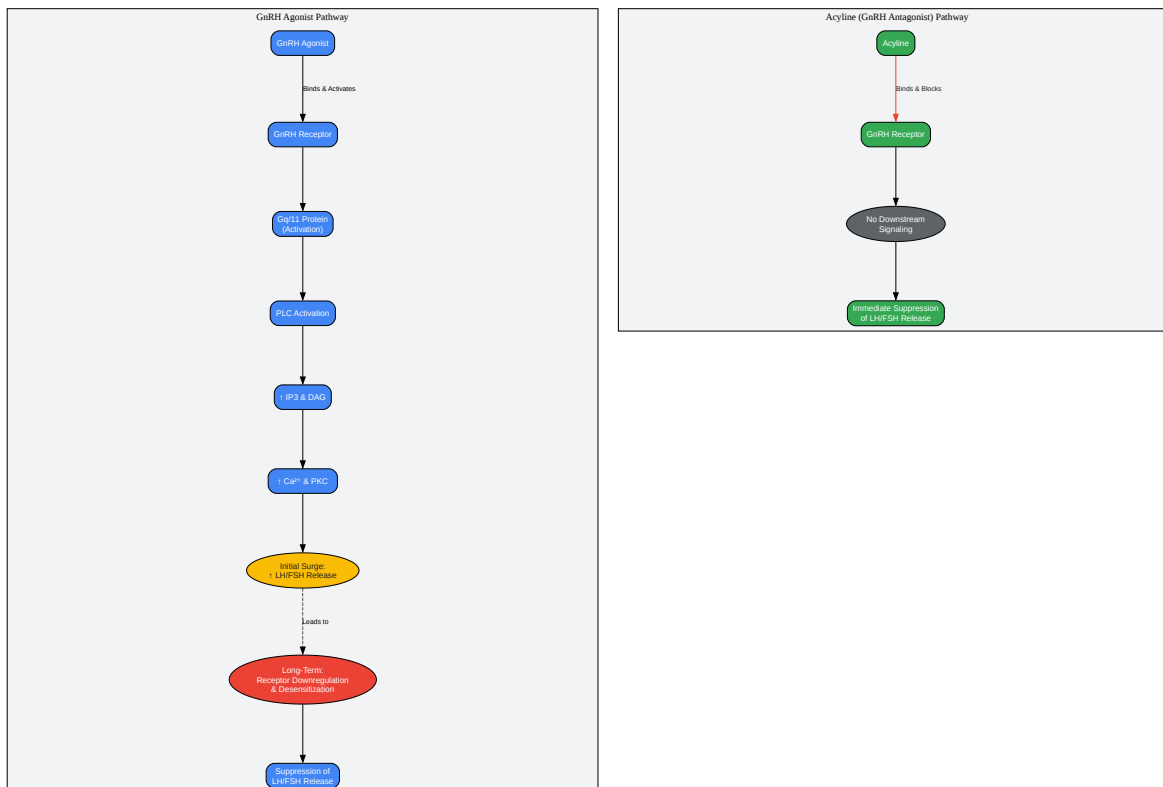 GnRH Agonist Pathway
GnRH Agonist
Binds & Activates
GnRH Receptor
Gq/11 Protein
(Activation)
PLC Activation
↑ IP3 & DAG
↑ Ca²⁺ & PKC
Initial Surge:
↑ LH/FSH Release
Leads to
Long-Term:
Receptor Downregulation
& Desensitization
Suppression of
LH/FSH Release
Acyline (GnRH Antagonist) Pathway
Acyline
Binds & Blocks
GnRH Receptor
No Downstream
Signaling
Immediate Suppression
of LH/FSH Release